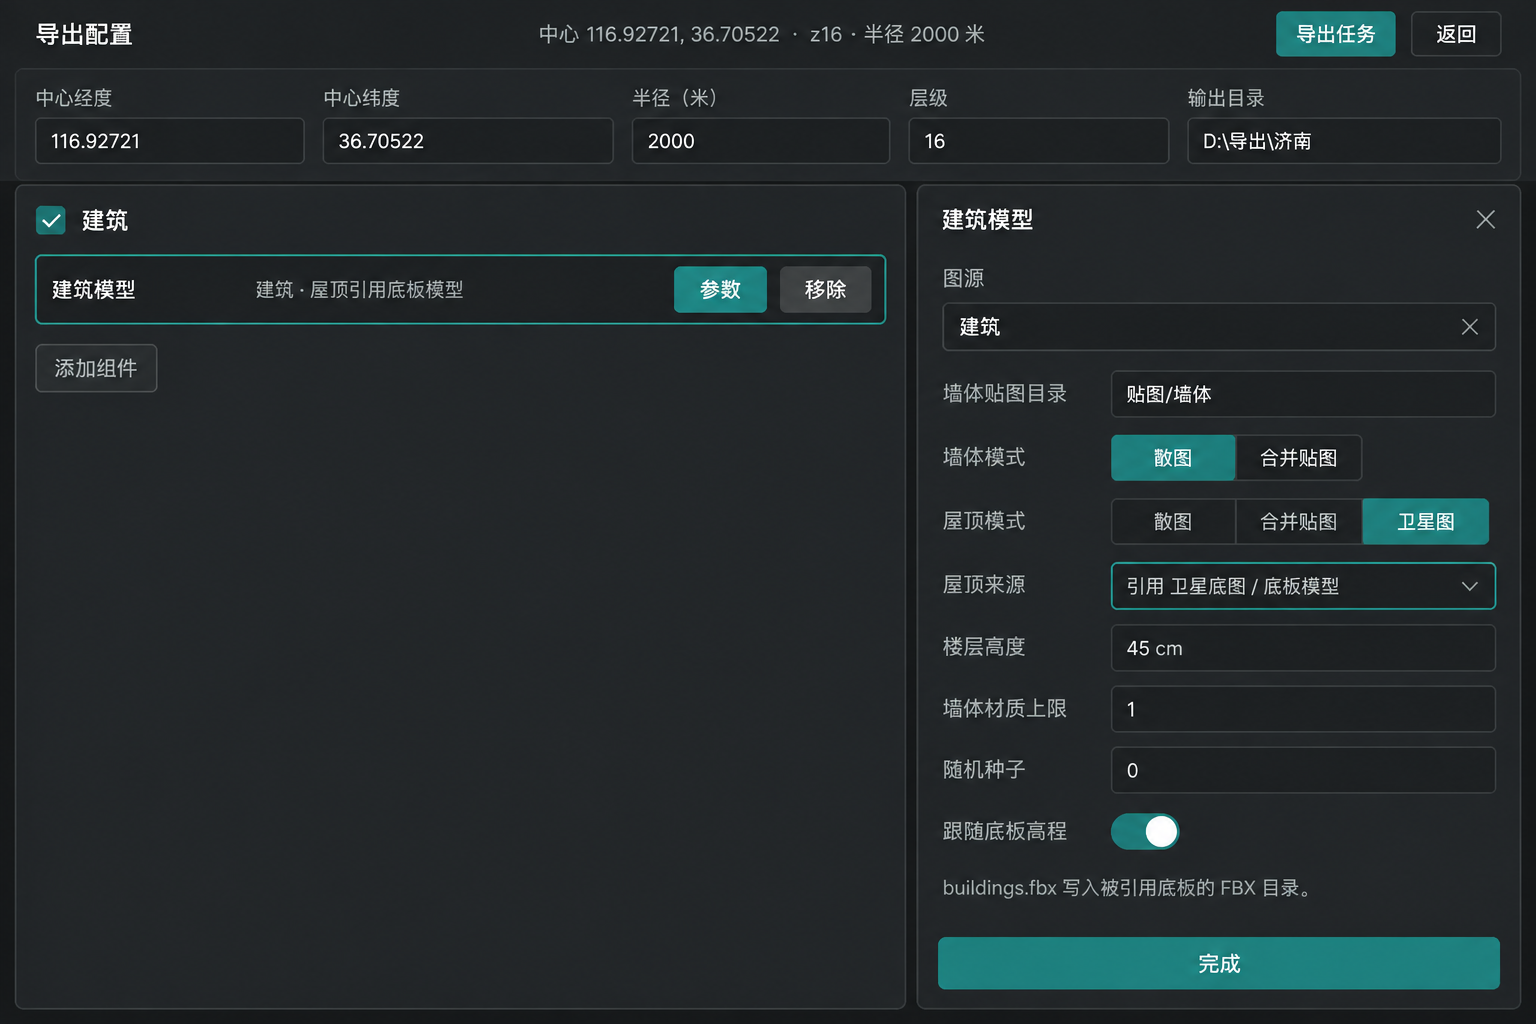 导出配置
中心 116.92721, 36.70522 · z16 · 半径 2000 米
导出任务
返回
中心经度
中心纬度
半径（米）
层级
输出目录
116.92721
36.70522
2000
16
D:\导出\济南
建筑
建筑模型
建筑 · 屋顶引用底板模型
参数
移除
添加组件
建筑模型
图源
建筑
墙体贴图目录
贴图/墙体
墙体模式
散图
合并贴图
屋顶模式
散图
合并贴图
卫星图
屋顶来源
引用 卫星底图 / 底板模型
楼层高度
45 cm
墙体材质上限
1
随机种子
0
跟随底板高程
buildings.fbx 写入被引用底板的 FBX 目录。
完成